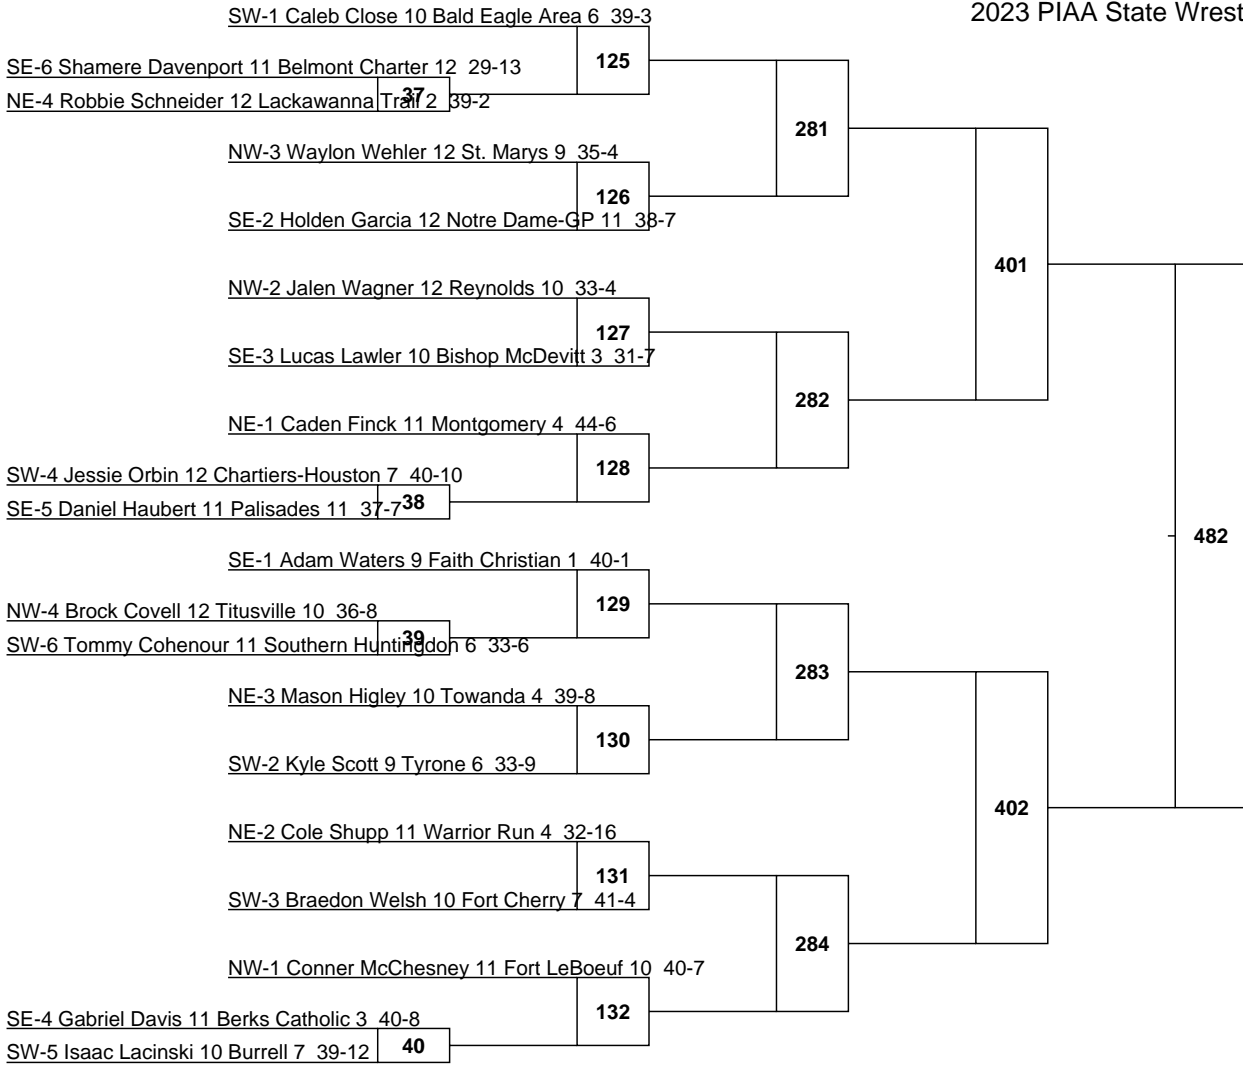 2023 PIAA State Wrest
SW-1 Caleb Close 10 Bald Eagle Area 6 39-3
125
SE-6 Shamere Davenport 11 Belmont Charter 12 29-13
37
NE-4 Robbie Schneider 12 Lackawanna Trail 2 39-2
281
NW-3 Waylon Wehler 12 St. Marys 9 35-4
126
SE-2 Holden Garcia 12 Notre Dame-GP 11 38-7
401
NW-2 Jalen Wagner 12 Reynolds 10 33-4
127
SE-3 Lucas Lawler 10 Bishop McDevitt 3 31-7
282
NE-1 Caden Finck 11 Montgomery 4 44-6
128
SW-4 Jessie Orbin 12 Chartiers-Houston 7 40-10
38
SE-5 Daniel Haubert 11 Palisades 11 37-7
482
SE-1 Adam Waters 9 Faith Christian 1 40-1
129
NW-4 Brock Covell 12 Titusville 10 36-8
39
SW-6 Tommy Cohenour 11 Southern Huntingdon 6 33-6
283
NE-3 Mason Higley 10 Towanda 4 39-8
130
SW-2 Kyle Scott 9 Tyrone 6 33-9
402
NE-2 Cole Shupp 11 Warrior Run 4 32-16
131
SW-3 Braedon Welsh 10 Fort Cherry 7 41-4
284
NW-1 Conner McChesney 11 Fort LeBoeuf 10 40-7
132
SE-4 Gabriel Davis 11 Berks Catholic 3 40-8
40
SW-5 Isaac Lacinski 10 Burrell 7 39-12